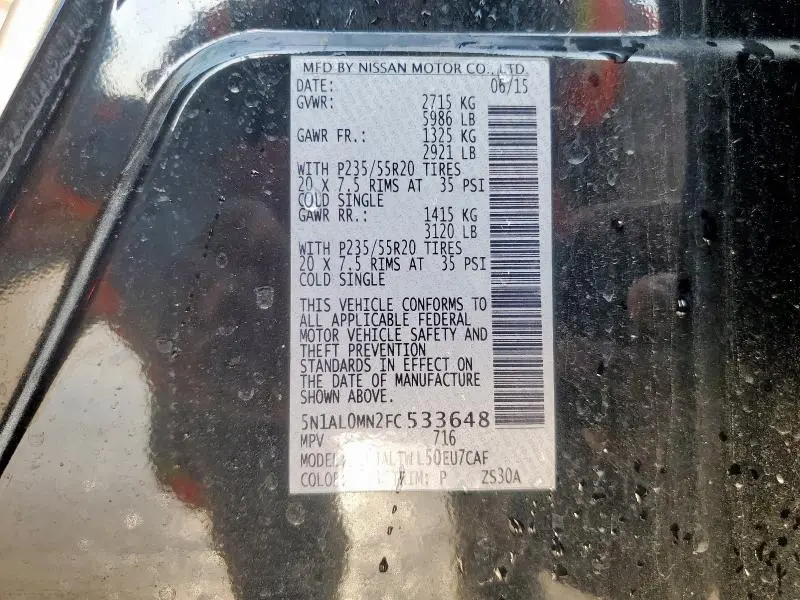 MFD BY NISSAN MOTOR CO., LTD.
DATE: 06/15
GVWR: 2715 KG
5986 LB
GAWR FR.: 1325 KG
2921 LB
WITH P235/55R20 TIRES
20 X 7.5 RIMS AT 35 PSI
COLD SINGLE
GAWR RR.: 1415 KG
3120 LB
WITH P235/55R20 TIRES
20 X 7.5 RIMS AT 35 PSI
COLD SINGLE
THIS VEHICLE CONFORMS TO
ALL APPLICABLE FEDERAL
MOTOR VEHICLE SAFETY AND
THEFT PREVENTION
STANDARDS IN EFFECT ON
THE DATE OF MANUFACTURE
SHOWN ABOVE.
5N1AL0MN2FC533648
MPV 716
MODEL
P ZS30A